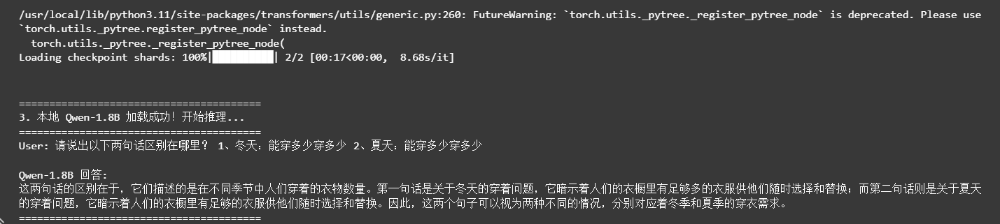 /usr/local/lib/python3.11/site-packages/transformers/utils/generic.py:260: FutureWarning: `torch.utils._pytree._register_pytree_node` is deprecated. Please use
`torch.utils._pytree.register_pytree_node` instead.
  torch.utils._pytree._register_pytree_node(
Loading checkpoint shards: 100%|██████████| 2/2 [00:17<00:00,  8.68s/it]
========================================
3. 本地 Qwen-1.8B 加载成功！开始推理...
========================================
User: 请说出以下两句话区别在哪里？ 1、冬天：能穿多少穿多少 2、夏天：能穿多少穿多少
Qwen-1.8B 回答:
这两句话的区别在于，它们描述的是在不同季节中人们穿着的衣物数量。第一句话是关于冬天的穿着问题，它暗示着人们的衣橱里有足够多的衣服供他们随时选择和替换；而第二句话则是关于夏天
的穿着问题，它暗示着人们的衣橱里有足够的衣服供他们随时选择和替换。因此，这两个句子可以视为两种不同的情况，分别对应着冬季和夏季的穿衣需求。
========================================